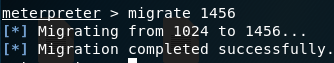 meterpreter > migrate 1456
[*] Migrating from 1024 to 1456...
[*] Migration completed successfully.